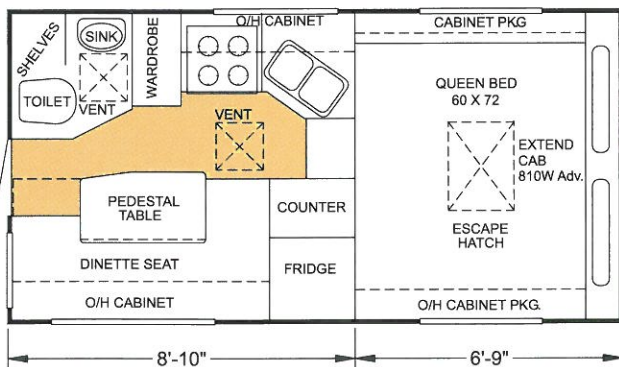 SHELVES
SINK
TOILET
VENT
WARDROBE
O/H CABINET
VENT
PEDESTAL
TABLE
DINETTE SEAT
O/H CABINET
COUNTER
FRIDGE
CABINET PKG
QUEEN BED
60 X 72
EXTEND
CAB
810W Adv.
ESCAPE
HATCH
O/H CABINET PKG.
8'-10"
6'-9"